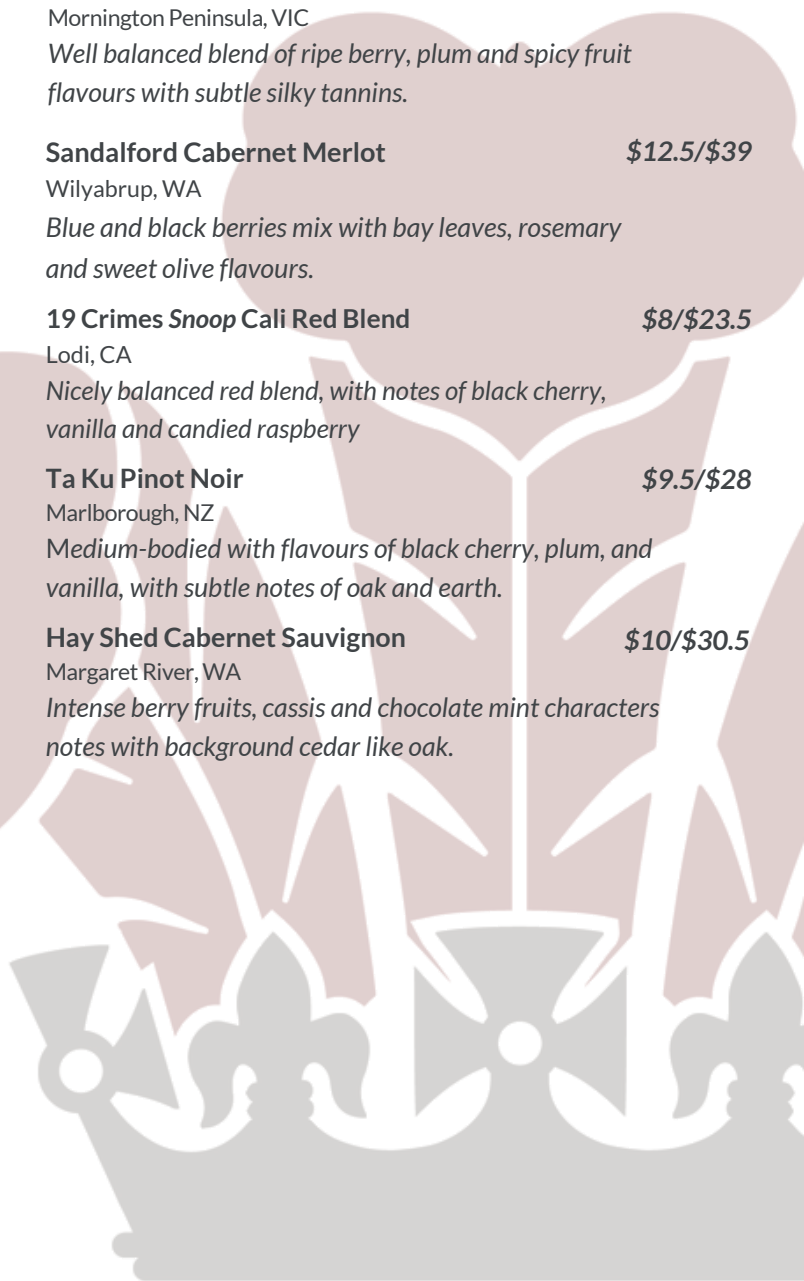 Mornington Peninsula, VIC
Well balanced blend of ripe berry, plum and spicy fruit
flavours with subtle silky tannins.
Sandalford Cabernet Merlot $12.5/$39
Wilyabrup, WA
Blue and black berries mix with bay leaves, rosemary
and sweet olive flavours.
19 Crimes Snoop Cali Red Blend $8/$23.5
Lodi, CA
Nicely balanced red blend, with notes of black cherry,
vanilla and candied raspberry
Ta Ku Pinot Noir $9.5/$28
Marlborough, NZ
Medium-bodied with flavours of black cherry, plum, and
vanilla, with subtle notes of oak and earth.
Hay Shed Cabernet Sauvignon $10/$30.5
Margaret River, WA
Intense berry fruits, cassis and chocolate mint characters
notes with background cedar like oak.